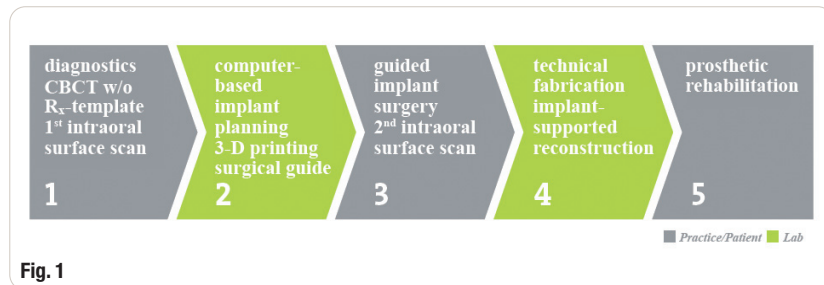 diagnostics
CBCT w/o
Rx-template
1st intraoral
surface scan
1
computer-
based
implant
planning
3-D printing
surgical guide
2
guided
implant
surgery
2nd intraoral
surface scan
3
technical
fabrication
implant-
supported
reconstruction
4
prosthetic
rehabilitation
5
Practice/Patient Lab
Fig. 1